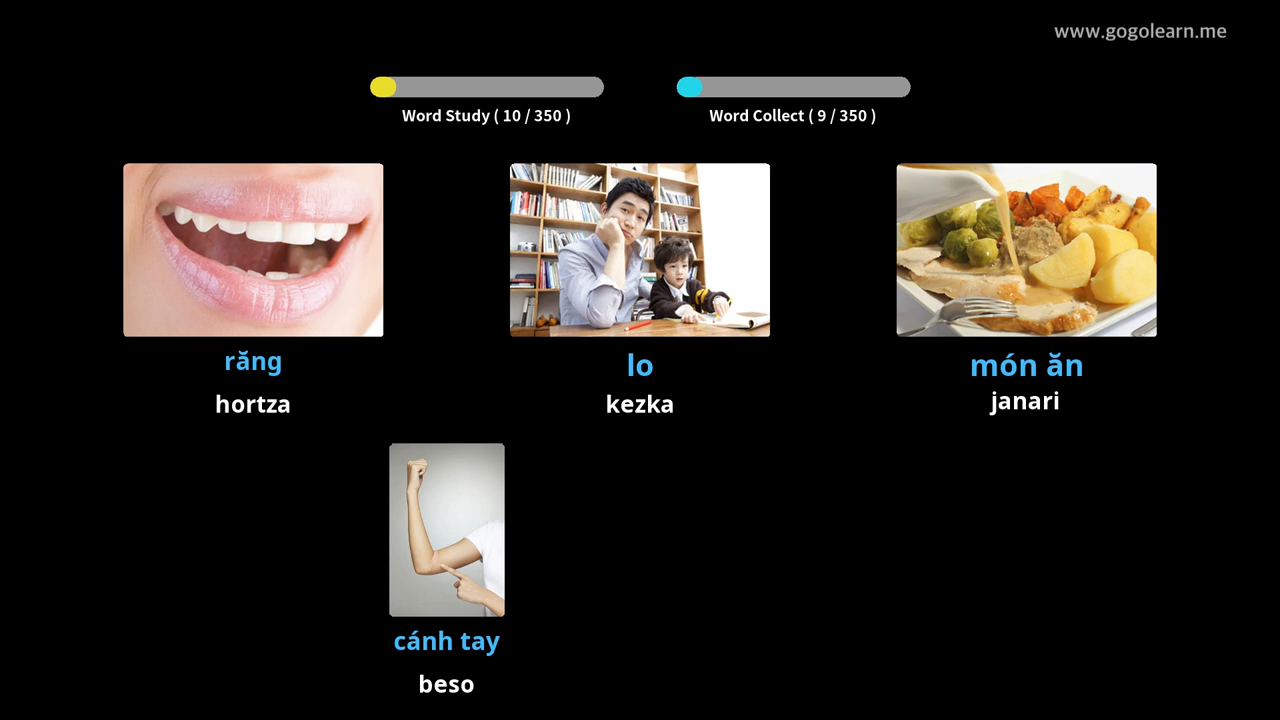 www.gogolearn.me
Word Study ( 10 / 350 )
Word Collect ( 9 / 350 )
răng
lo
món ăn
hortza
kezka
janari
cánh tay
beso